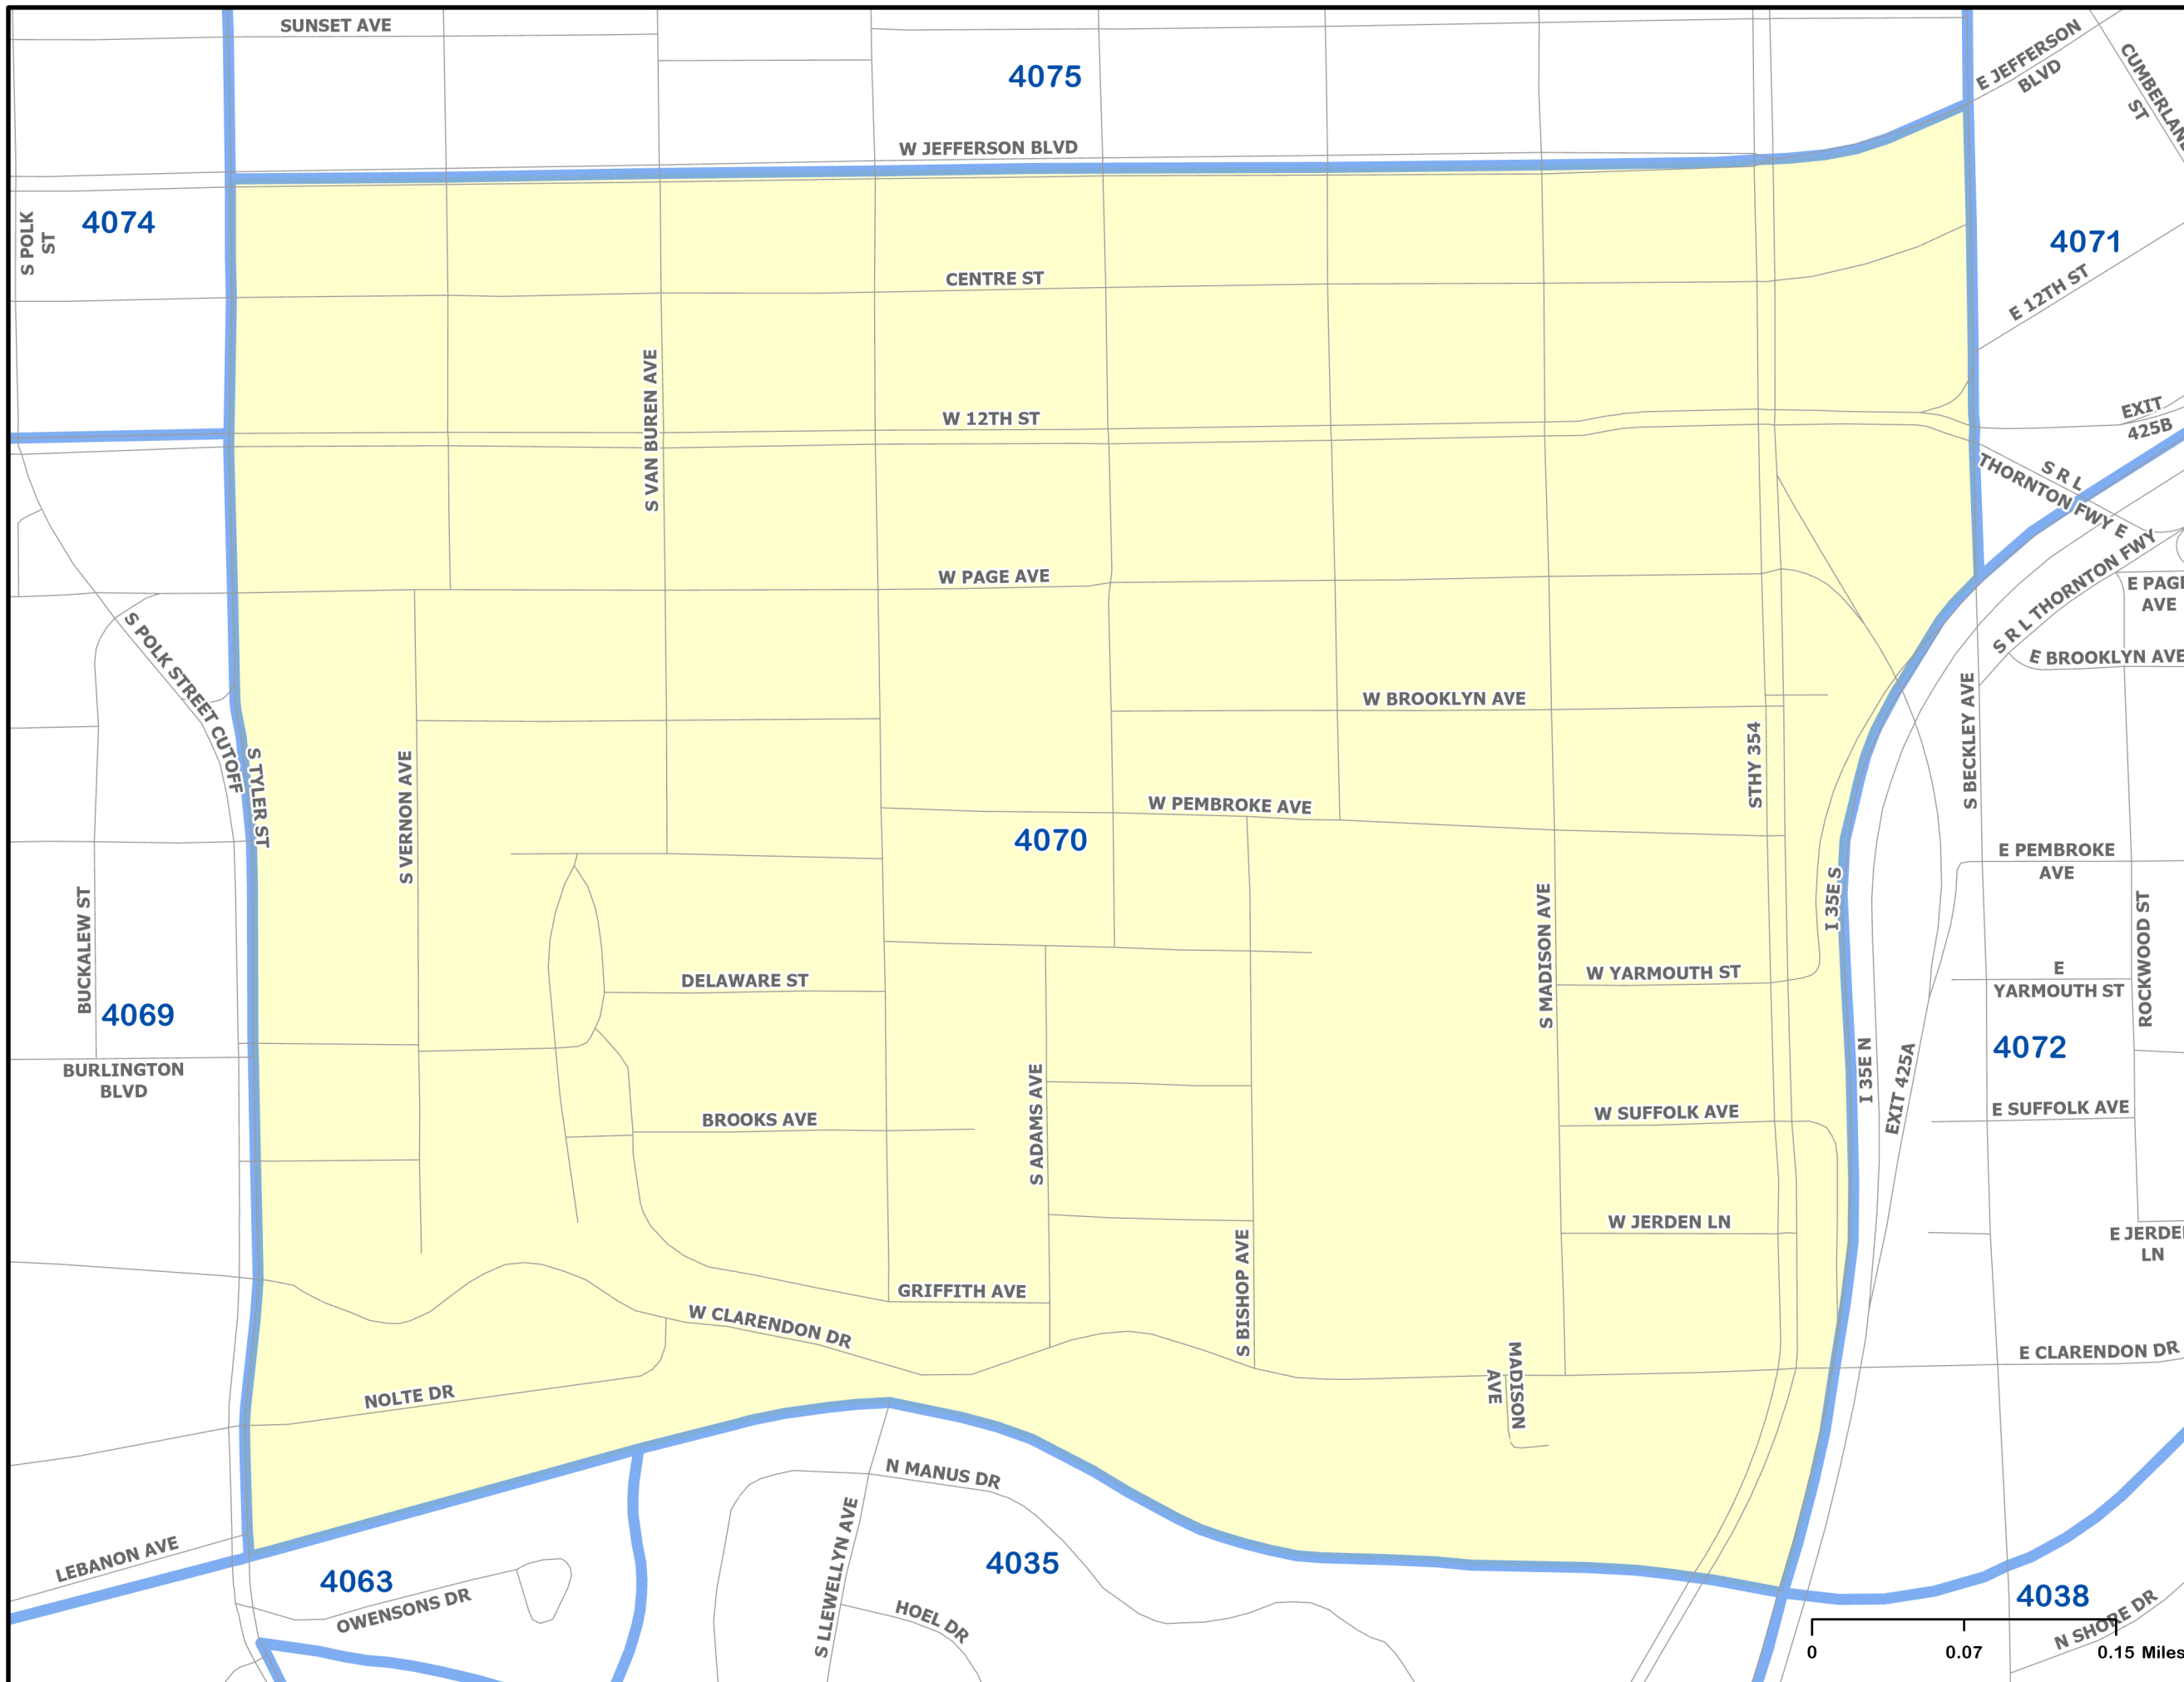 SUNSET AVE
4075
E JEFFERSON
BLVD
CUMBERLAN
ST
W JEFFERSON BLVD
4074
S POLK
ST
4071
CENTRE ST
E 12TH ST
S VAN BUREN AVE
W 12TH ST
EXIT
425B
S R L
THORNTON FWY E
W PAGE AVE
S R L THORNTON FWY
E PAGE
AVE
S POLK STREET CUTOFF
E BROOKLYN AVE
W BROOKLYN AVE
S BECKLEY AVE
S TYLER ST
S VERNON AVE
STHY 354
W PEMBROKE AVE
4070
E PEMBROKE
AVE
I 35E S
BUCKALEW ST
S MADISON AVE
ROCKWOOD ST
DELAWARE ST
W YARMOUTH ST
E
YARMOUTH ST
4069
4072
I 35E N
EXIT 425A
BURLINGTON
BLVD
S ADAMS AVE
BROOKS AVE
W SUFFOLK AVE
E SUFFOLK AVE
W JERDEN LN
E JERDE
LN
S BISHOP AVE
GRIFFITH AVE
W CLARENDON DR
E CLARENDON DR
MADISON
AVE
NOLTE DR
N MANUS DR
S LLEWELLYN AVE
LEBANON AVE
4063
4035
OWENSONS DR
HOEL DR
4038
N SHORE DR
0 0.07 0.15 Miles